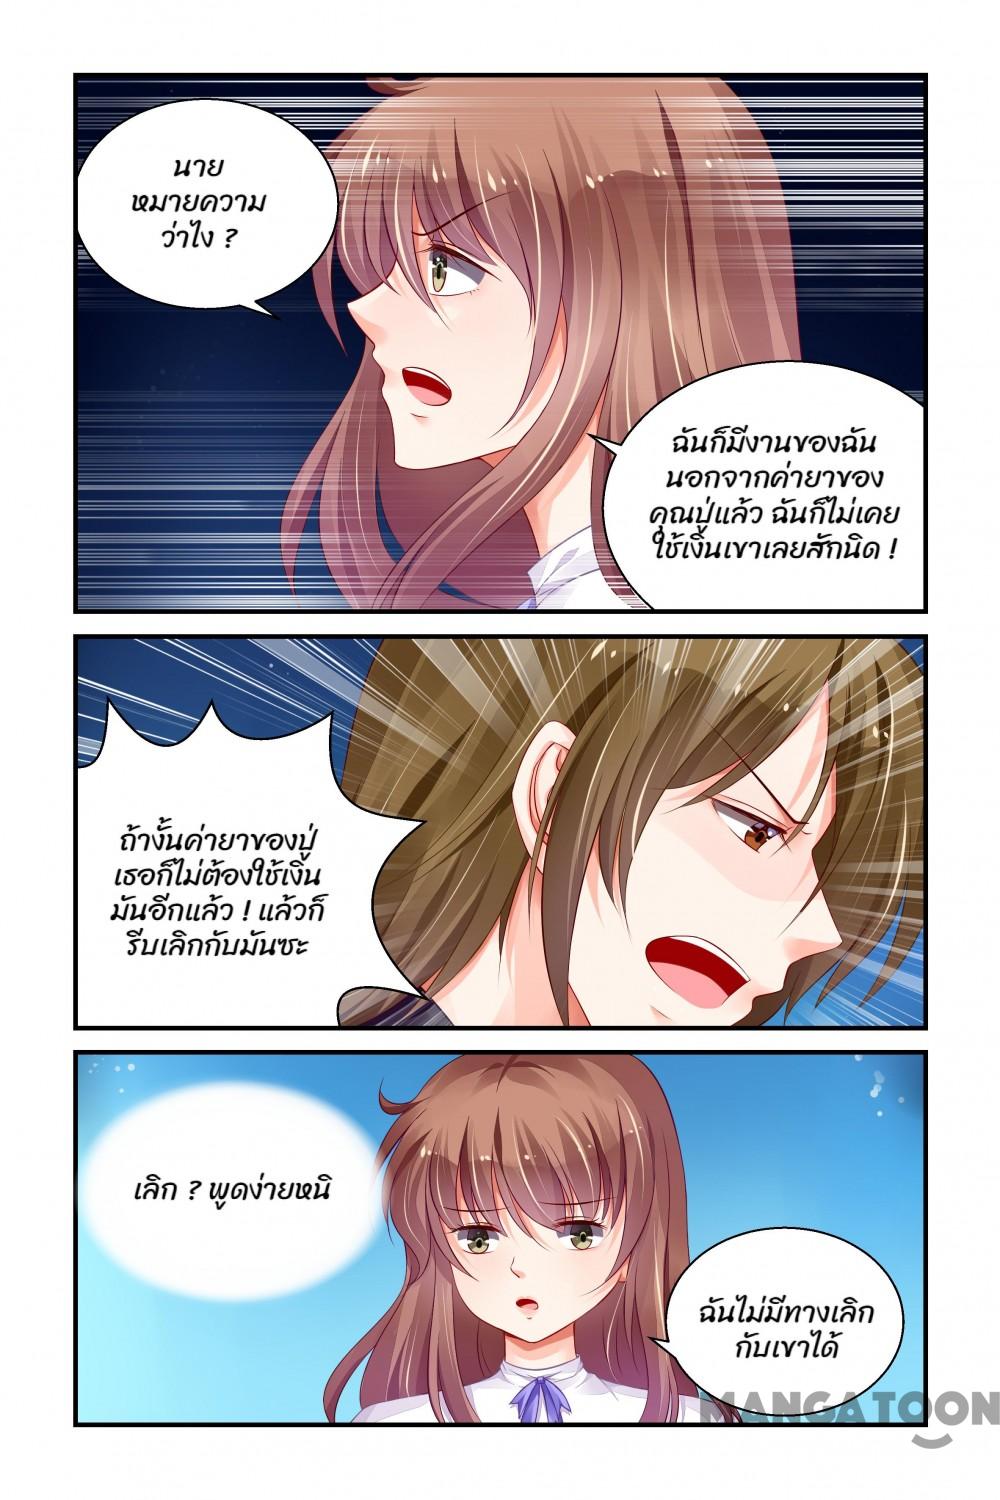 นาย
หมายความ
ว่าไง ?
ฉันก็มีงานของฉัน
นอกจากค่ายาของ
คุณปู่แล้ว ฉันก็ไม่เคย
ใช้เงินเขาเลยสักนิด !
ถ้างั้นค่ายาของปู่
เธอก็ไม่ต้องใช้เงิน
มันอีกแล้ว ! แล้วก็
รีบเลิกกับมันซะ
เลิก ? พูดง่ายหนิ
ฉันไม่มีทางเลิก
กับเขาได้
MANGATOON